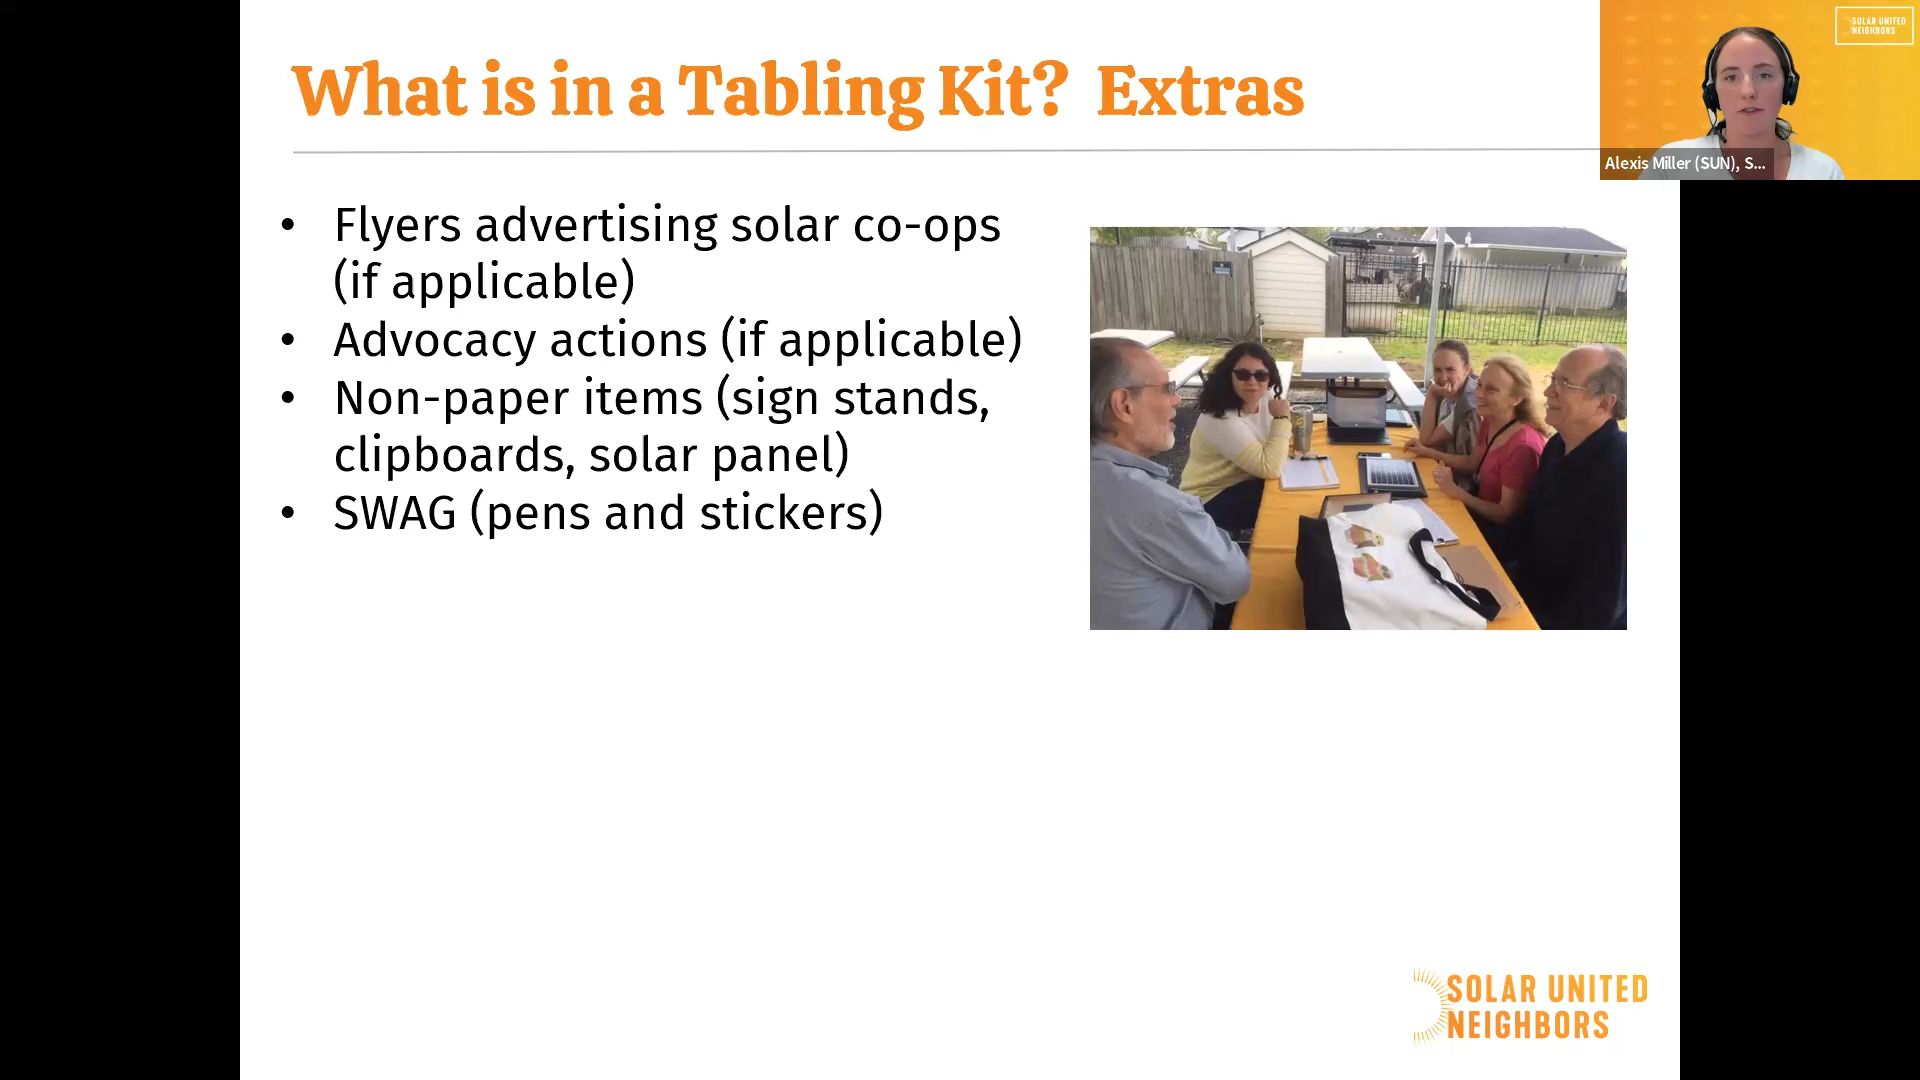 What is in a Tabling Kit? Extras
SOLAR UNITED
NEIGHBORS
Alexis Miller (SUN), S...
• Flyers advertising solar co-ops
(if applicable)
• Advocacy actions (if applicable)
• Non-paper items (sign stands,
clipboards, solar panel)
• SWAG (pens and stickers)
SOLAR UNITED
NEIGHBORS